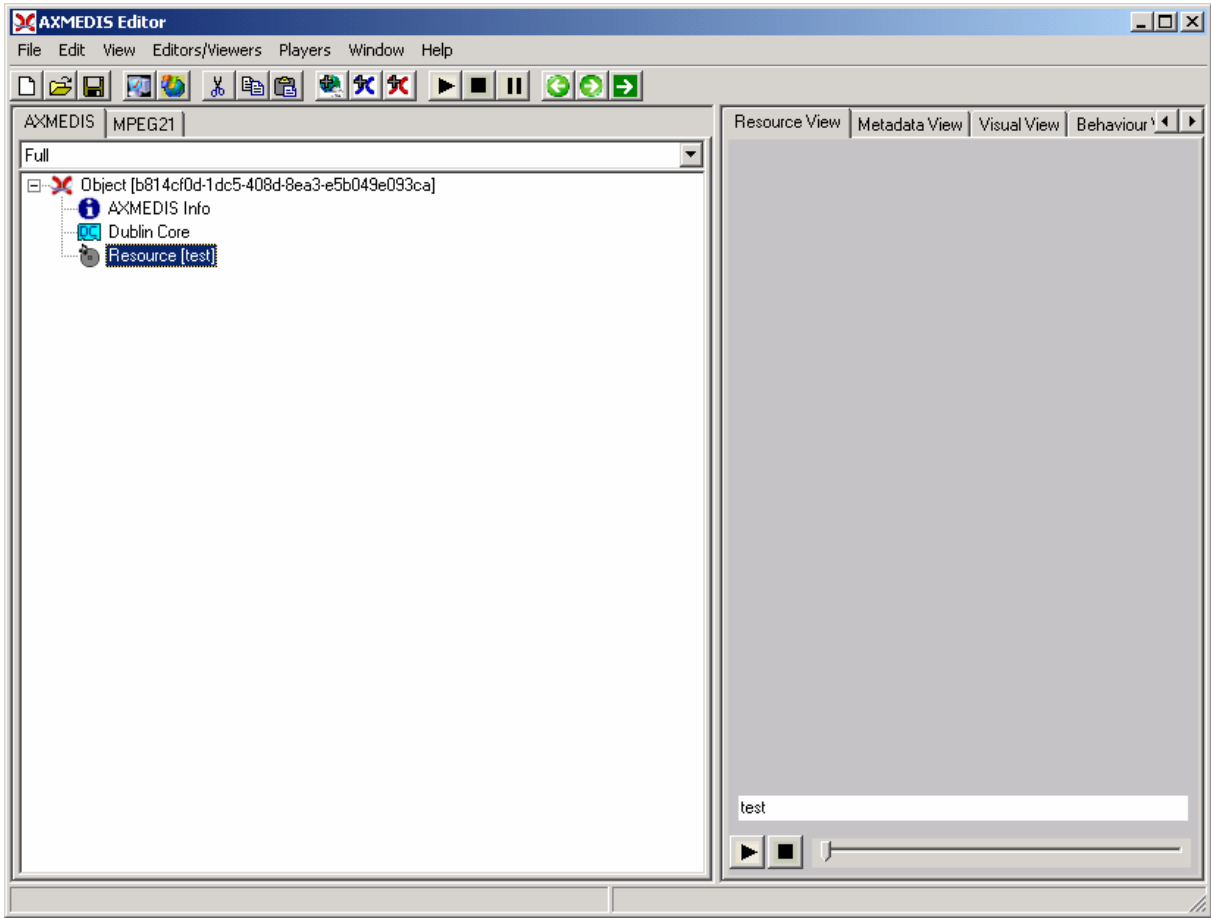 AXMEDIS Editor
File Edit View Editors/Viewers Players Window Help
AXMEDIS MPEG21
Resource View Metadata View Visual View Behaviour
Full
Object [b814cf0d-1dc5-408d-8ea3-e5b049e093ca]
AXMEDIS Info
DC Dublin Core
Resource [test]
test